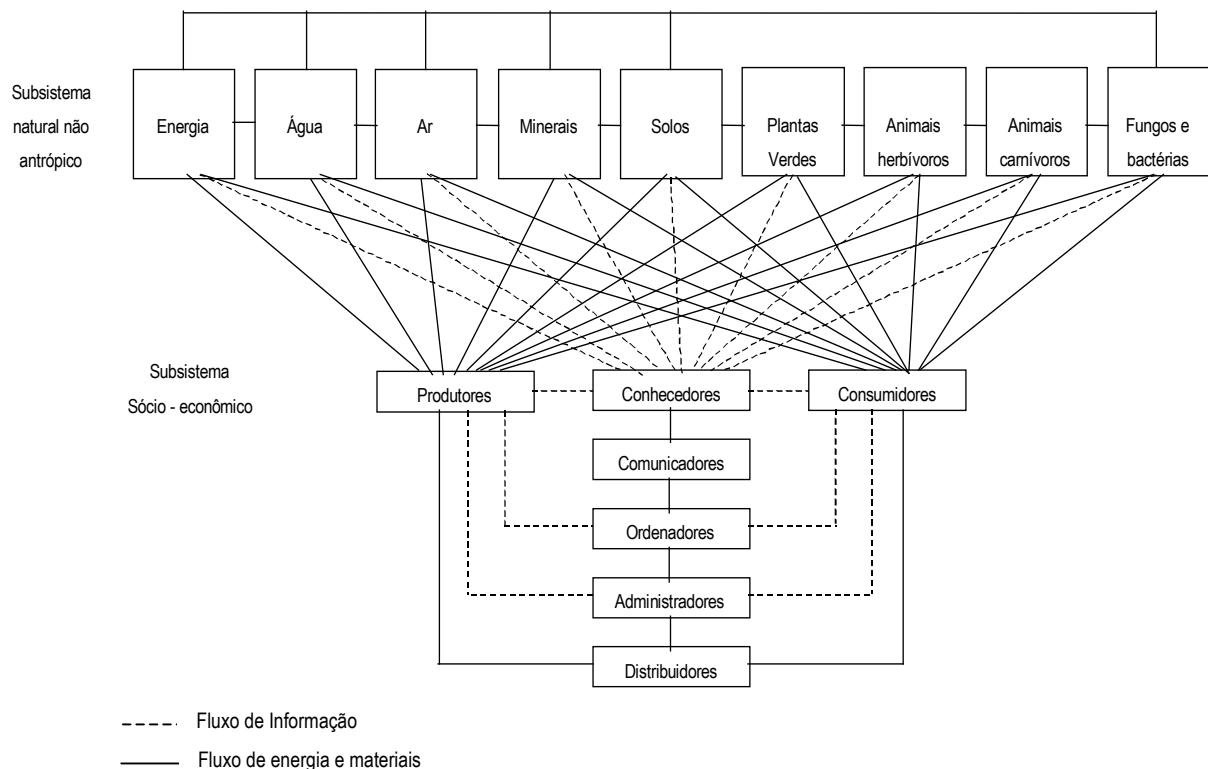 Subsistema
natural não
antrópico
Energia
Água
Ar
Minerais
Solos
Plantas
Verdes
Animais
herbívoros
Animais
carnívoros
Fungos e
bactérias
Subsistema
Sócio - econômico
Produtores
Conhecedores
Consumidores
Comunicadores
Ordenadores
Administradores
Distribuidores
Fluxo de Informação
Fluxo de energia e materiais